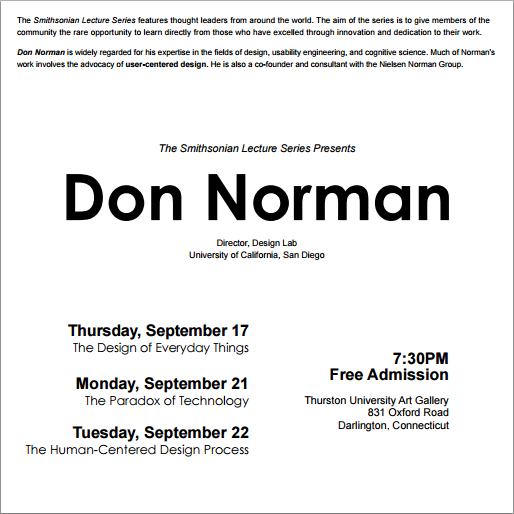 The Smithsonian Lecture Series features thought leaders from around the world. The aim of the series is to give members of the
community the rare opportunity to learn directly from those who have excelled through innovation and dedication to their work.
Don Norman is widely regarded for his expertise in the fields of design, usability engineering, and cognitive science. Much of Norman's
work involves the advocacy of user-centered design. He is also a co-founder and consultant with the Nielsen Norman Group.
The Smithsonian Lecture Series Presents
Don Norman
Director, Design Lab
University of California, San Diego
Thursday, September 17
The Design of Everyday Things
Monday, September 21
The Paradox of Technology
Tuesday, September 22
The Human-Centered Design Process
7:30PM
Free Admission
Thurston University Art Gallery
831 Oxford Road
Darlington, Connecticut